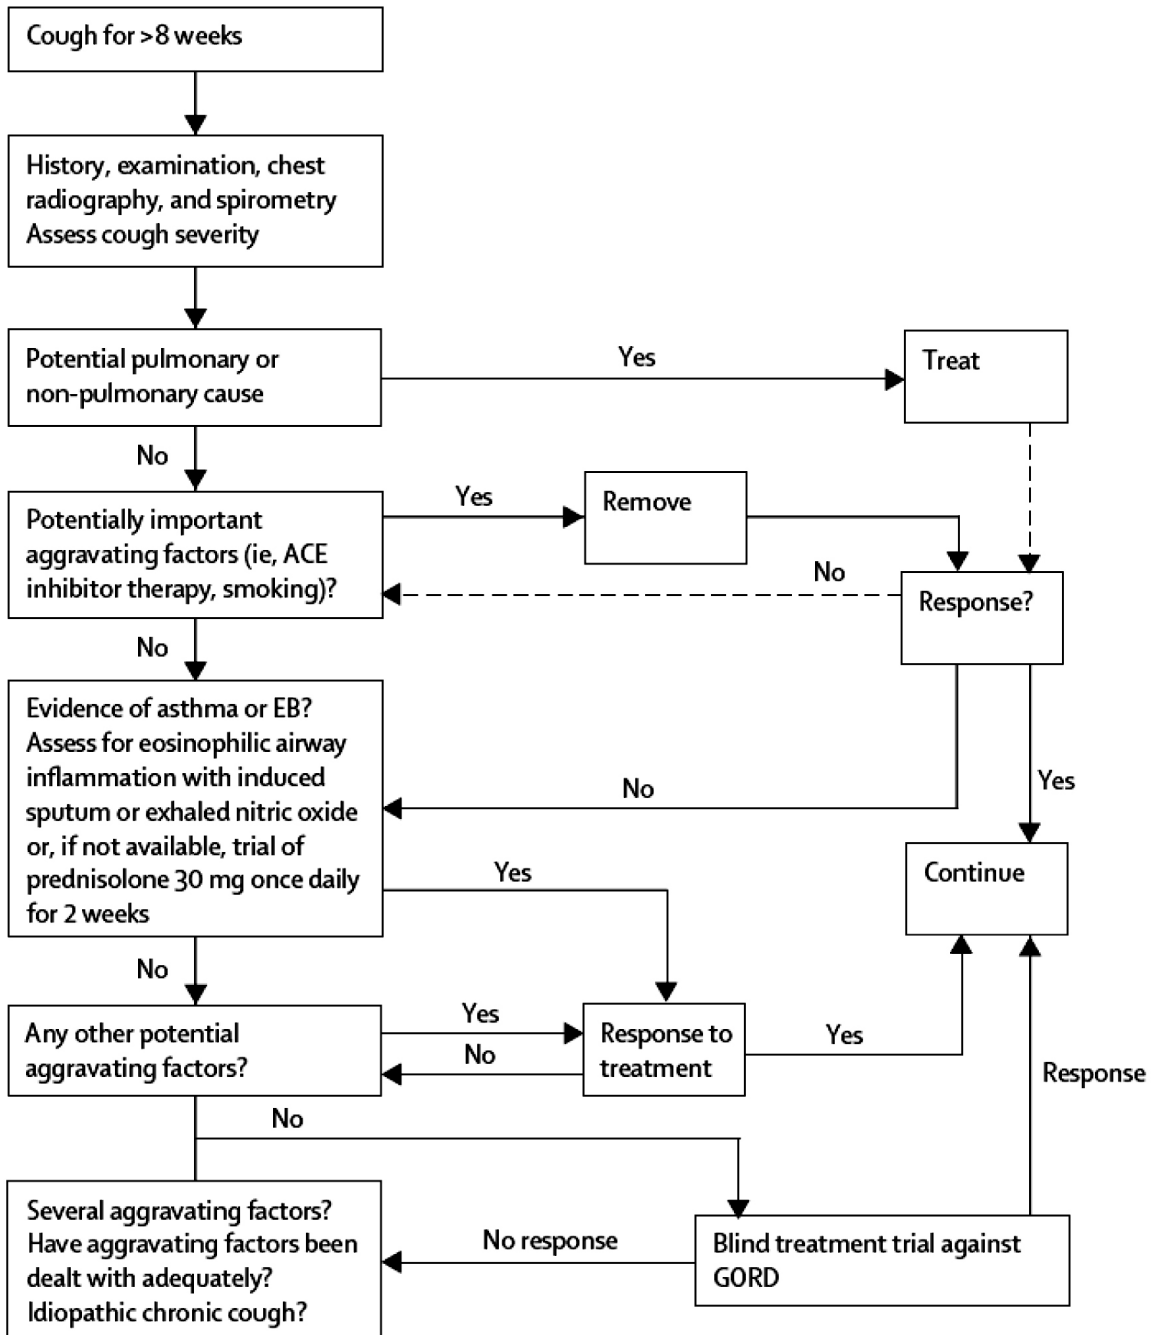 Cough for >8 weeks
History, examination, chest
radiography, and spirometry
Assess cough severity
Potential pulmonary or
non-pulmonary cause
Yes
Treat
No
Potentially important
aggravating factors (ie, ACE
inhibitor therapy, smoking)?
Yes
Remove
No
Response?
No
Evidence of asthma or EB?
Assess for eosinophilic airway
inflammation with induced
sputum or exhaled nitric oxide
or, if not available, trial of
prednisolone 30 mg once daily
for 2 weeks
No
Yes
Yes
Continue
No
Any other potential
aggravating factors?
Yes
No
Response to
treatment
Yes
Response
No
Several aggravating factors?
Have aggravating factors been
dealt with adequately?
Idiopathic chronic cough?
No response
Blind treatment trial against
GORD